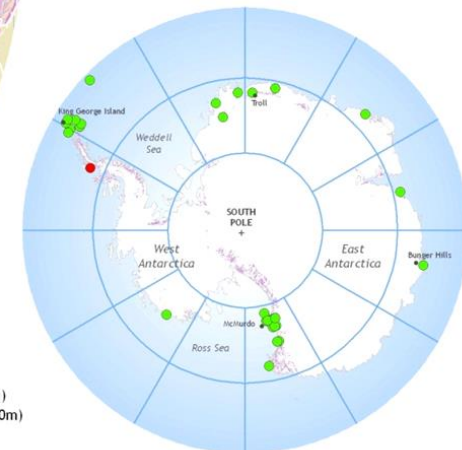 King George Island
Troll
Weddell
Sea
SOUTH
POLE
+
West
Antarctica
East
Antarctica
Bunger Hills
McMurdo
Ross Sea
)
0m)